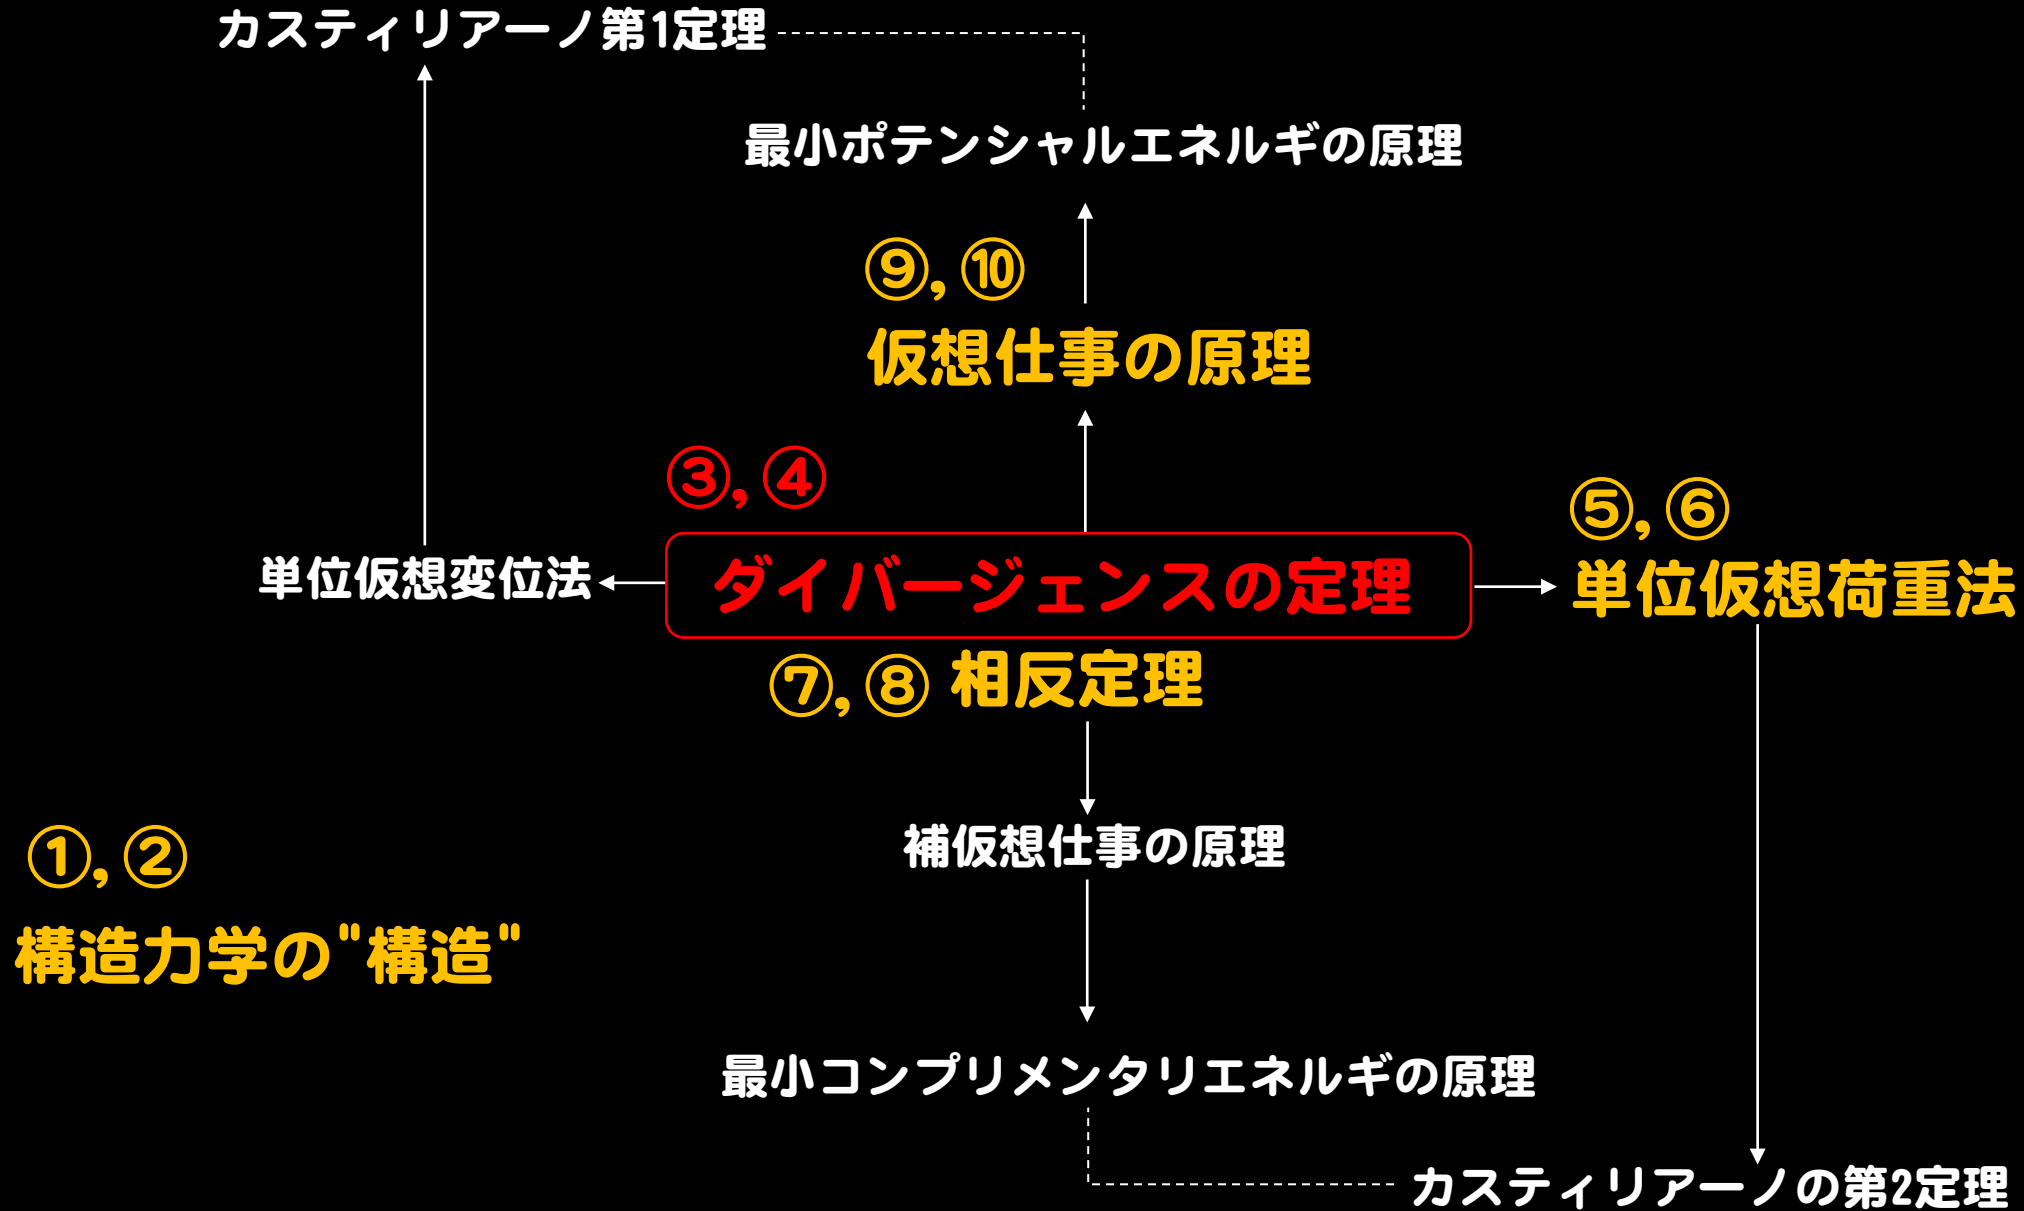 カスティリアーノ第1定理
最小ポテンシャルエネルギの原理
⑨, ⑩
仮想仕事の原理
③, ④
⑤, ⑥
単位仮想変位法
ダイバージェンスの定理
単位仮想荷重法
⑦, ⑧ 相反定理
補仮想仕事の原理
①, ②
構造力学の"構造"
最小コンプリメンタリエネルギの原理
カスティリアーノの第2定理